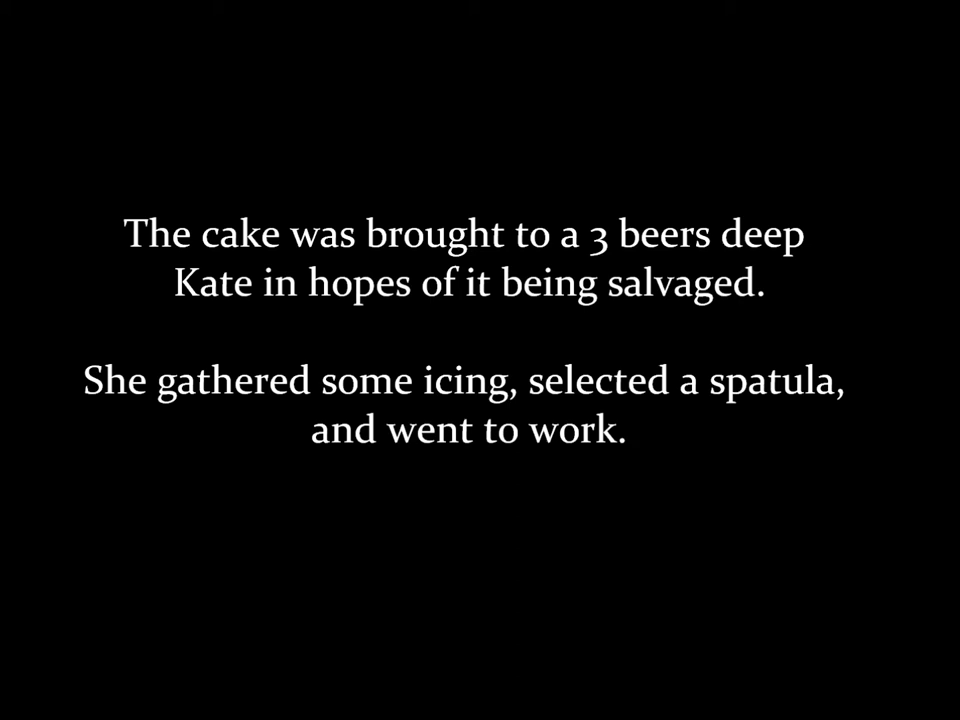 The cake was brought to a 3 beers deep
Kate in hopes of it being salvaged.
She gathered some icing, selected a spatula,
and went to work.